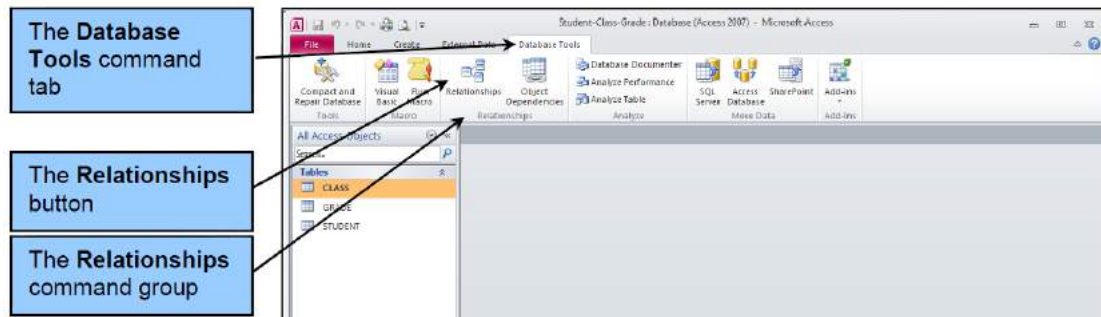 The Database
Tools command
tab
The Relationships
button
The Relationships
command group
Student-Class-Grade : Database (Access 2007) - Microsoft Access
File Home Create External Data Database Tools
Compact and
Repair Database
Visual
Basic
Run
Macro
Relationships
Object
Dependencies
Database Documenter
Analyze Performance
Analyze Table
SQL
Server
Access
Database
SharePoint
Add-ins
Tools Macro Relationships Analyze Move Data Add-Ins
All Access Objects
Search...
Tables
CLASS
GRADE
STUDENT